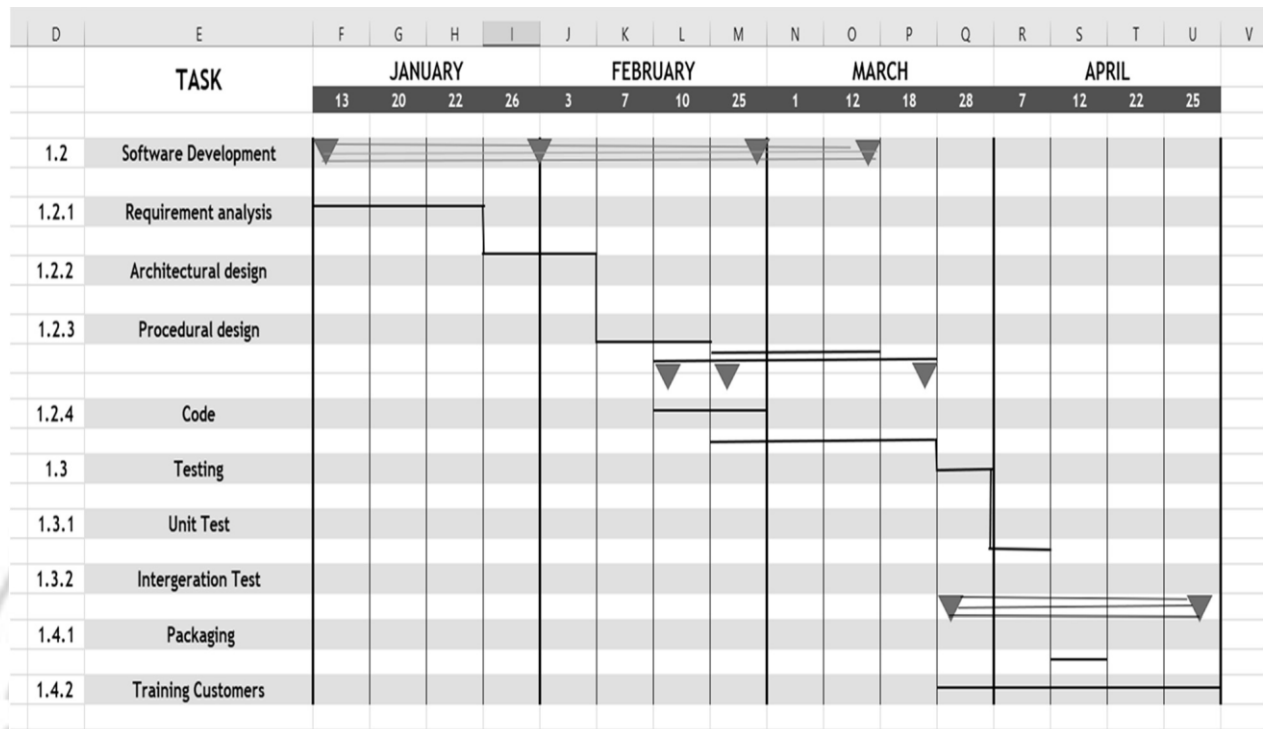 D E F G H I J K L M N O P Q R S T U V
TASK JANUARY FEBRUARY MARCH APRIL
13 20 22 26 3 7 10 25 1 12 18 28 7 12 22 25
1.2 Software Development
1.2.1 Requirement analysis
1.2.2 Architectural design
1.2.3 Procedural design
1.2.4 Code
1.3 Testing
1.3.1 Unit Test
1.3.2 Intergeration Test
1.4.1 Packaging
1.4.2 Training Customers